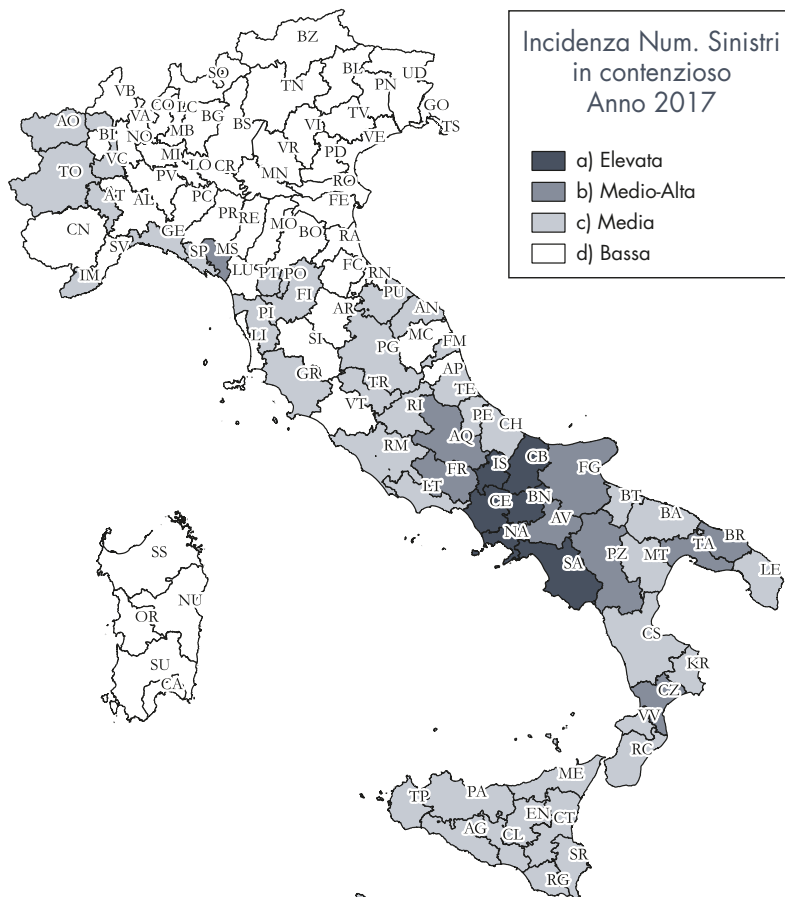 Incidenza Num. Sinistri
in contenzioso
Anno 2017
a) Elevata
b) Medio-Alta
c) Media
d) Bassa
BZ
SO
TN
BL
UD
VB
CO
LC
PN
AO
VA
BG
BS
TV
GO
BI
NO
MB
VI
TS
VC
MI
VR
PD
VE
TO
PV
LO
CR
MN
RO
AT
AL
PC
FE
CN
PR
RE
MO
BO
RA
GE
SV
SP
MS
FC
IM
LU
PT
PO
RN
FI
PU
PI
AR
AN
LI
SI
MC
PG
FM
GR
AP
TR
TE
VT
RI
PE
CH
AQ
RM
IS
CB
FR
FG
LT
CE
BN
BT
AV
BA
NA
BR
SS
PZ
MT
TA
SA
LE
NU
OR
CS
SU
KR
CA
CZ
VV
RC
ME
TP
PA
EN
CT
AG
CL
SR
RG